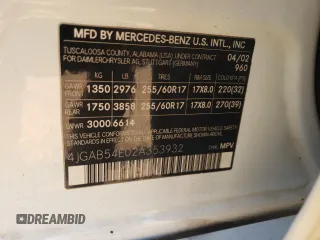 MFD BY MERCEDES-BENZ U.S. INTL., INC
TUSCALOOSA COUNTY, ALABAMA (USA) UNDER CONTRACT 04/02
FOR DAIMLERCHRYSLER AG, STUTTGART (GERMANY) 960
KG LB TIRES RIM SIZE COLD KPA (PSI)
GAWR FRONT 1350 2976 255/60R17 17X8.0 220(32)
GAWR REAR 1750 3858 255/60R17 17X8.0 270(39)
GVWR 3000 6614
THIS VEHICLE CONFORMS TO ALL APPLICABLE FEDERAL MOTOR
VEHICLE SAFETY STANDARDS IN EFFECT ON THE DATE OF
MANUFACTURE SHOWN ABOVE
4JGAB54E02A353932 TYPE: MPV
DREAMBID
DREAMBID